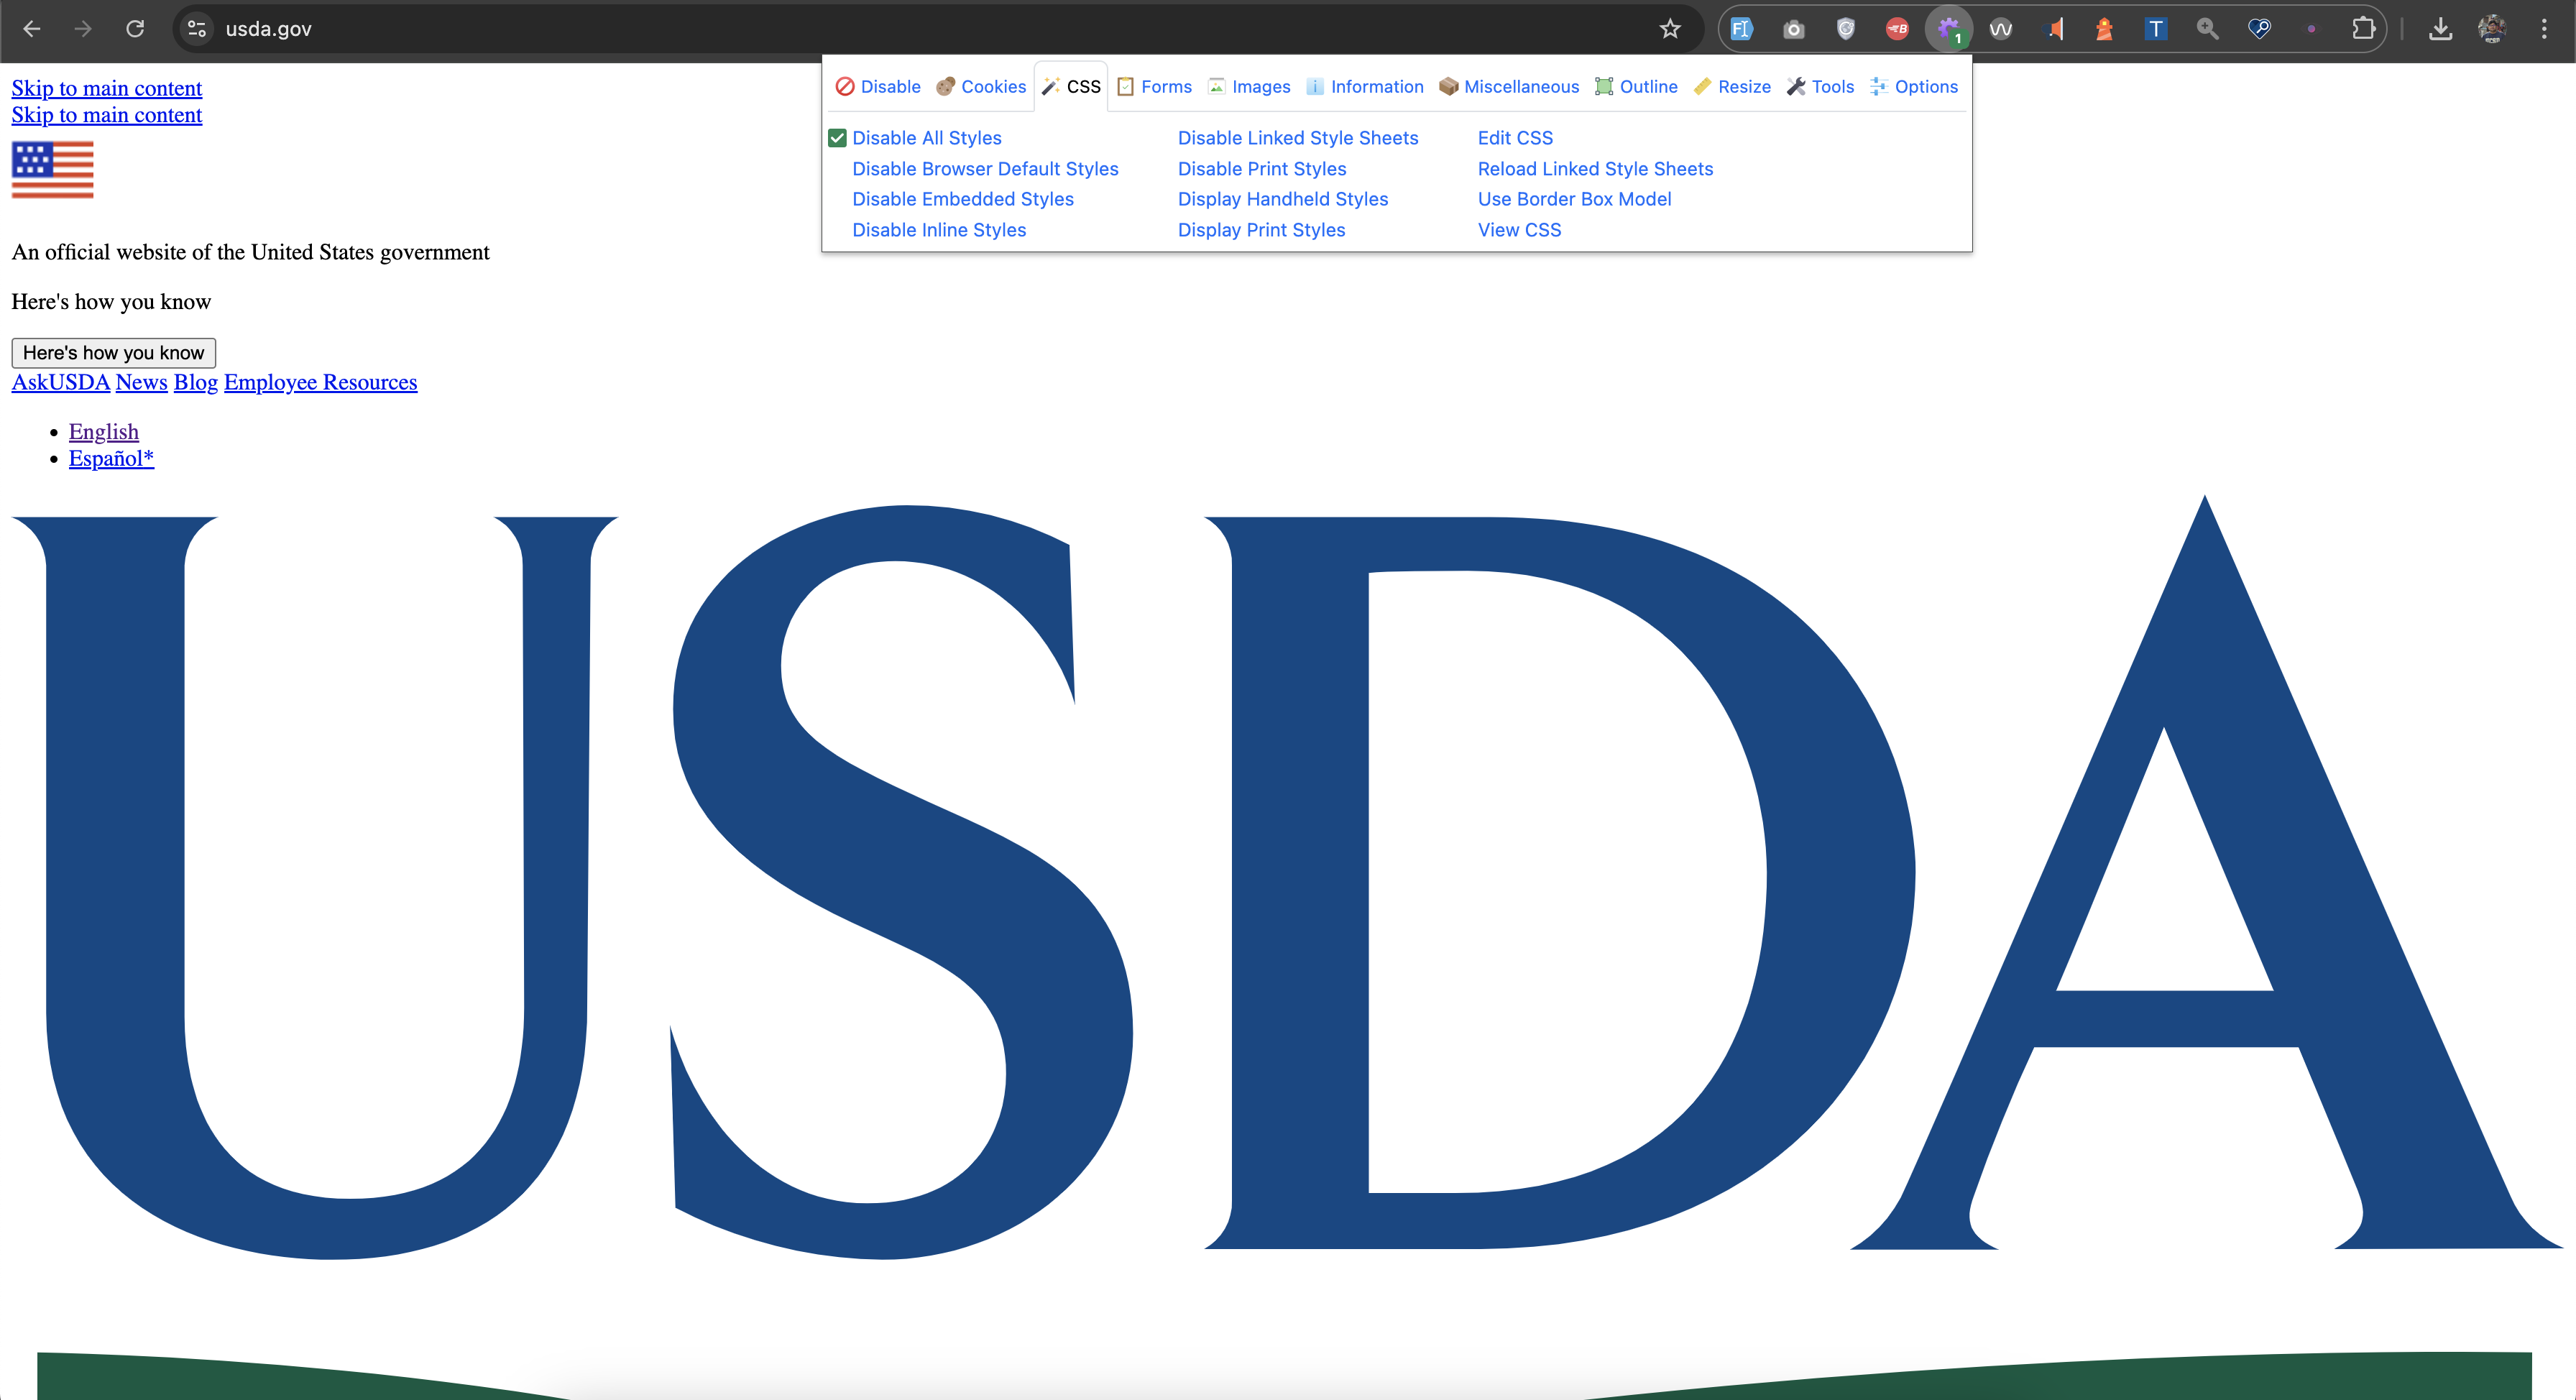 usda.gov
1
Disable Cookies CSS Forms Images Information Miscellaneous Outline Resize Tools Options
Disable All Styles Disable Linked Style Sheets Edit CSS
Disable Browser Default Styles Disable Print Styles Reload Linked Style Sheets
Disable Embedded Styles Display Handheld Styles Use Border Box Model
Disable Inline Styles Display Print Styles View CSS
Skip to main content
Skip to main content
An official website of the United States government
Here's how you know
Here's how you know
AskUSDA News Blog Employee Resources
English
Español*
USDA